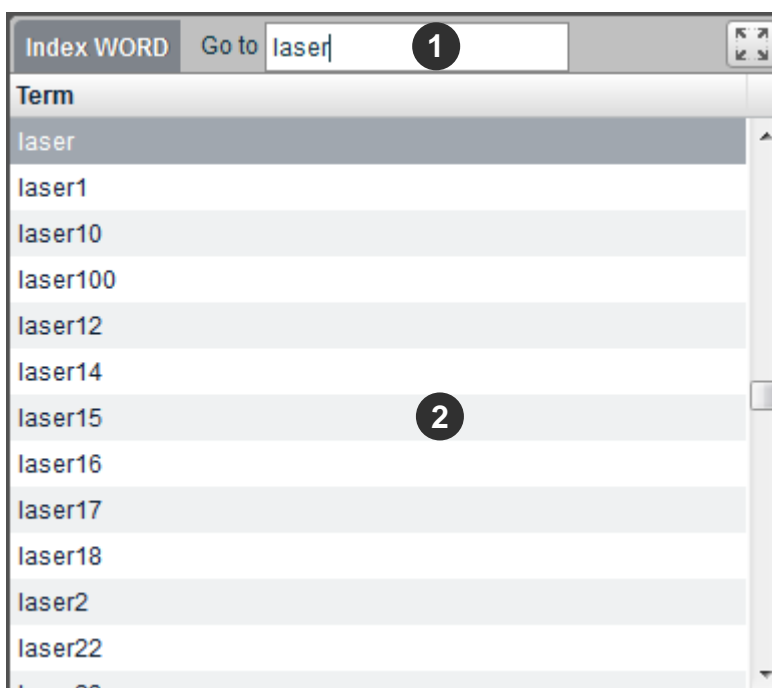 Index WORD Go to laser 1
Term
laser
laser1
laser10
laser100
laser12
laser14
laser15 2
laser16
laser17
laser18
laser2
laser22